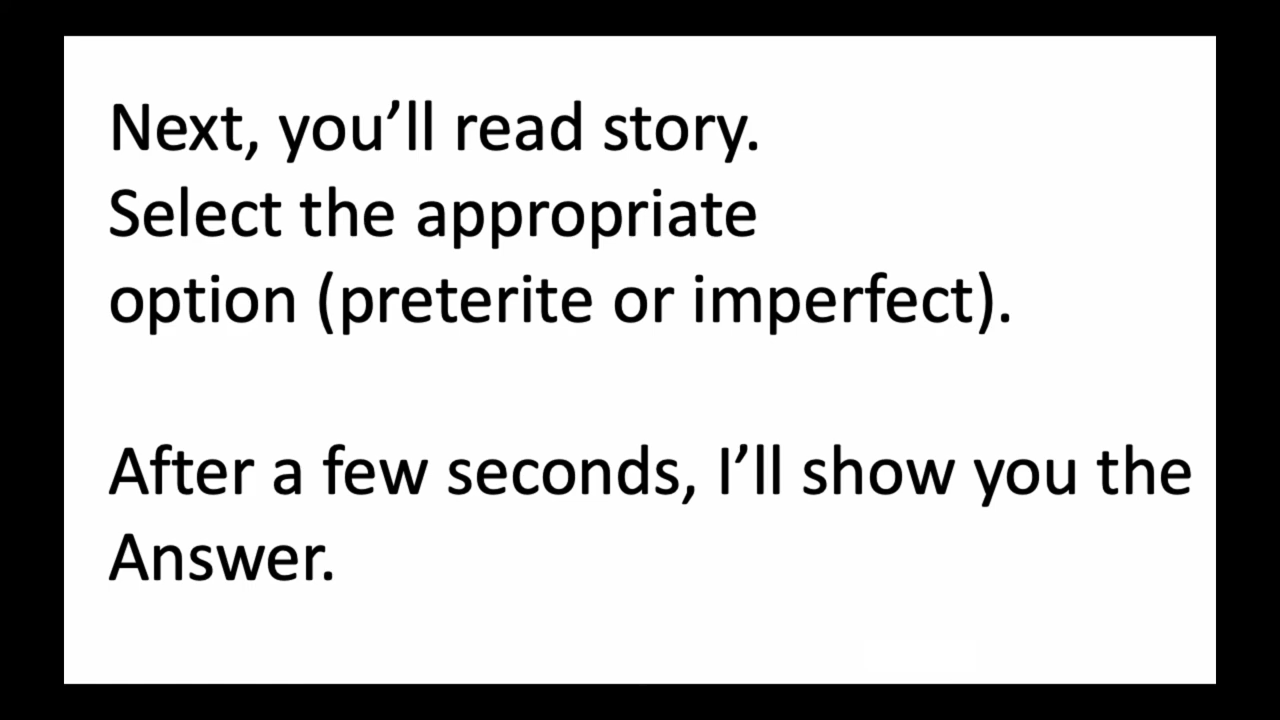 Next, you’ll read story.
Select the appropriate
option (preterite or imperfect).
After a few seconds, I’ll show you the
Answer.